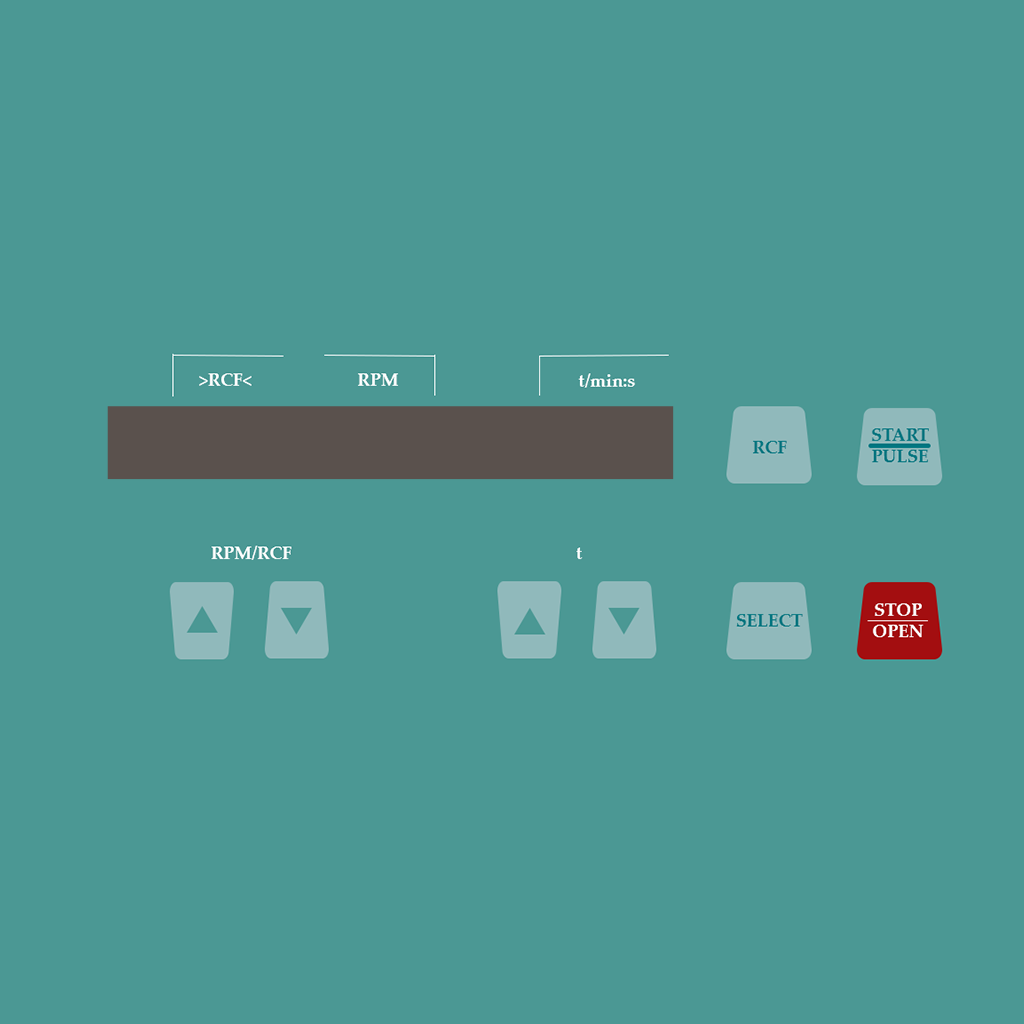 >RCF<
RPM
t/min:s
RCF
START
PULSE
RPM/RCF
t
SELECT
STOP
OPEN